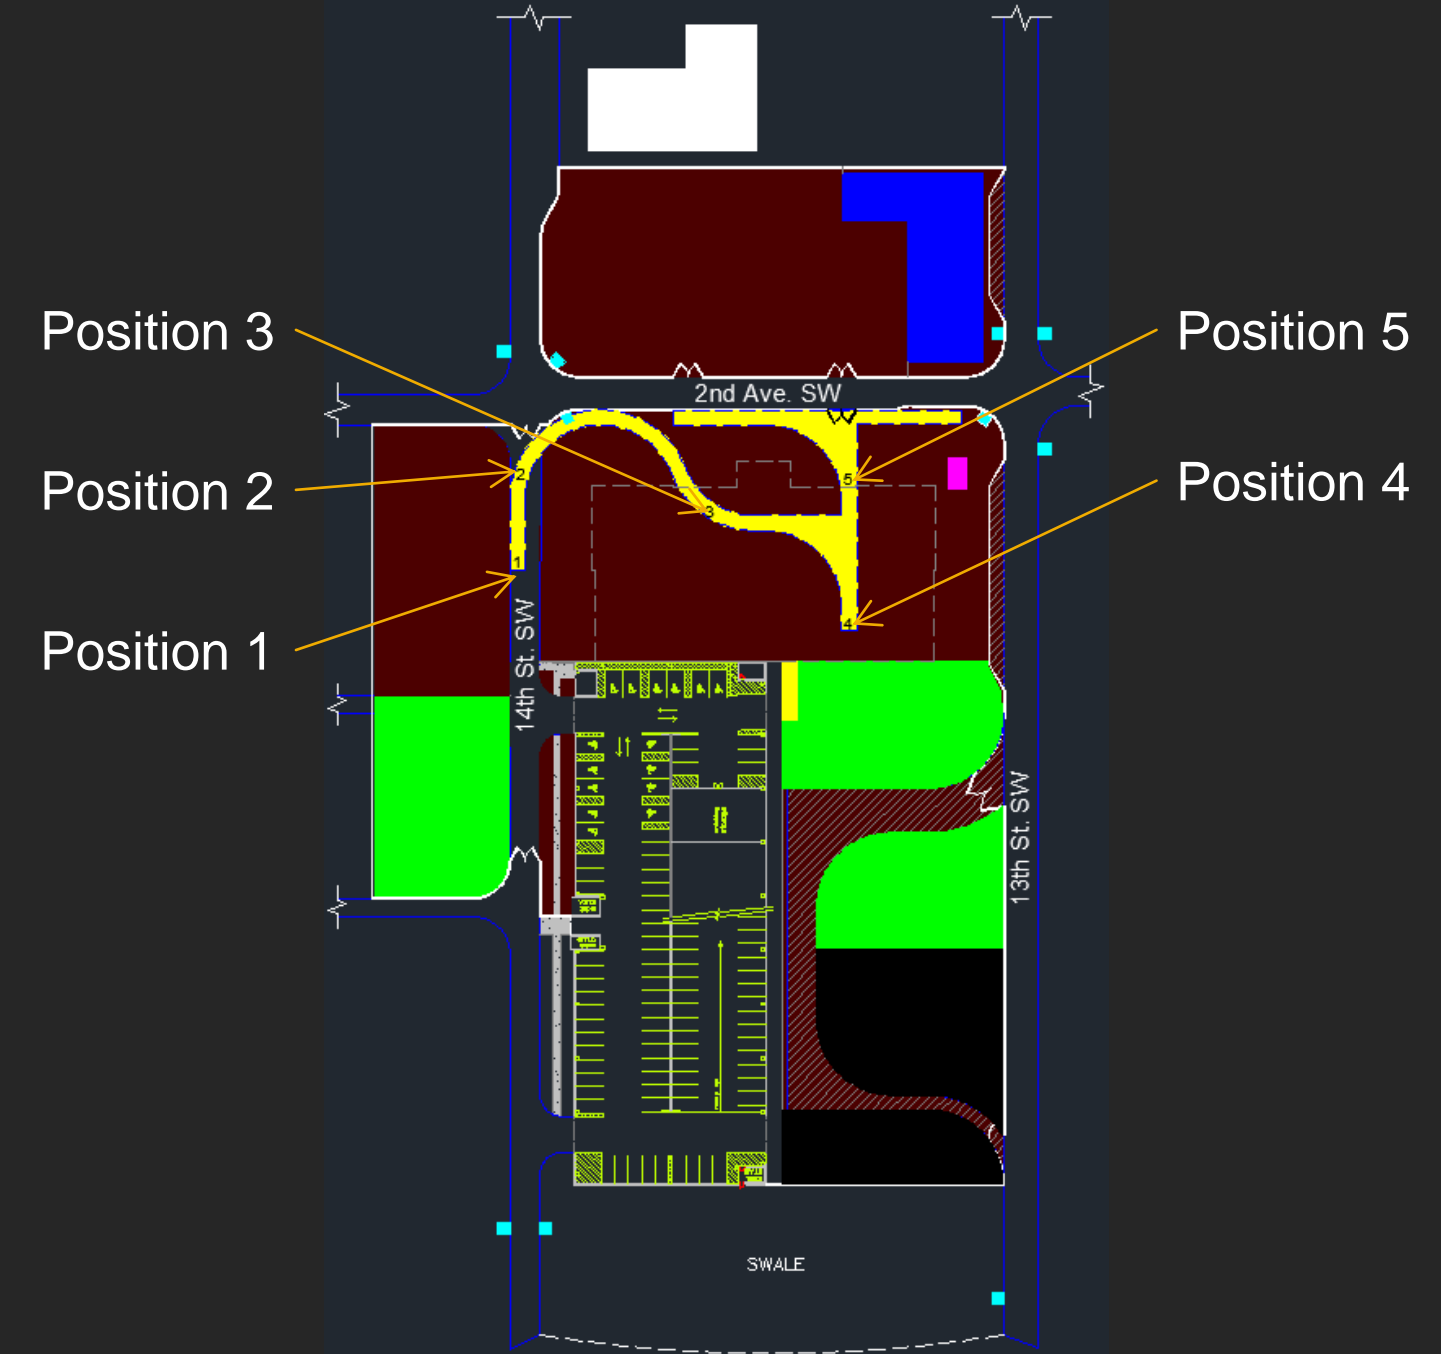 Position 3
Position 5
2nd Ave. SW
Position 2
2
Position 4
5
3
1
Position 1
4
14th St. SW
13th St. SW
SWALE